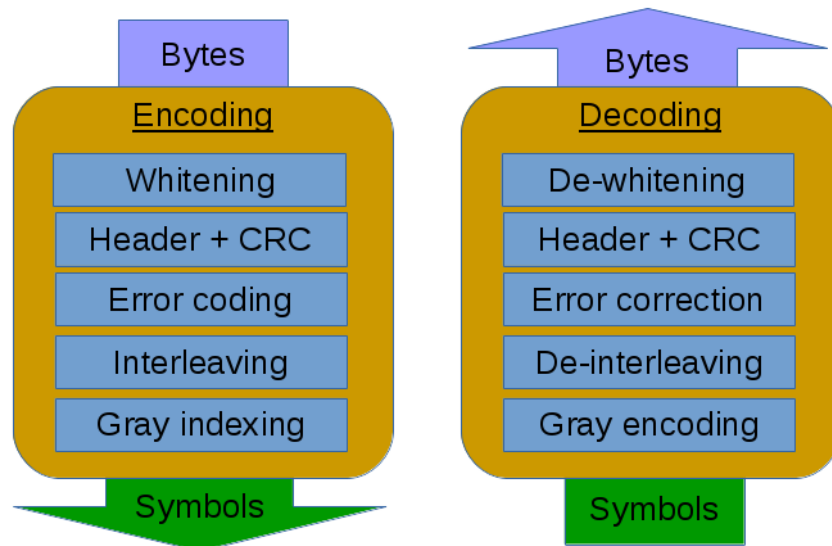 Bytes
Encoding
Whitening
Header + CRC
Error coding
Interleaving
Gray indexing
Symbols
Bytes
Decoding
De-whitening
Header + CRC
Error correction
De-interleaving
Gray encoding
Symbols